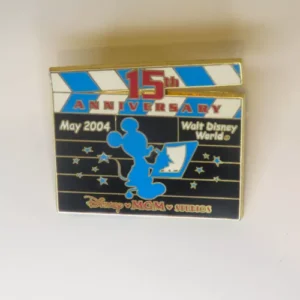 15th
ANNIVERSARY
May 2004 Walt Disney
World®
Disney • MGM • STUDIOS